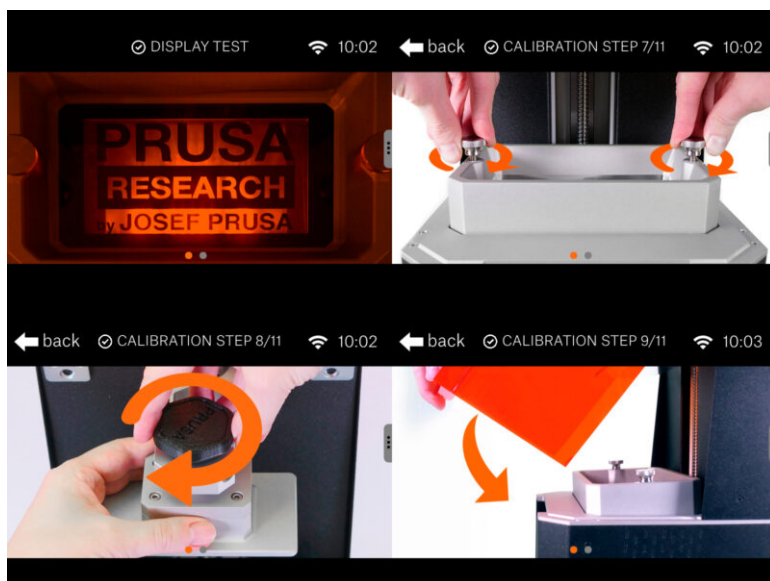 DISPLAY TEST 10:02
PRUSA
RESEARCH
by JOSEF PRUSA
back CALIBRATION STEP 7/11 10:02
back CALIBRATION STEP 8/11 10:02
PRUSA
back CALIBRATION STEP 9/11 10:03